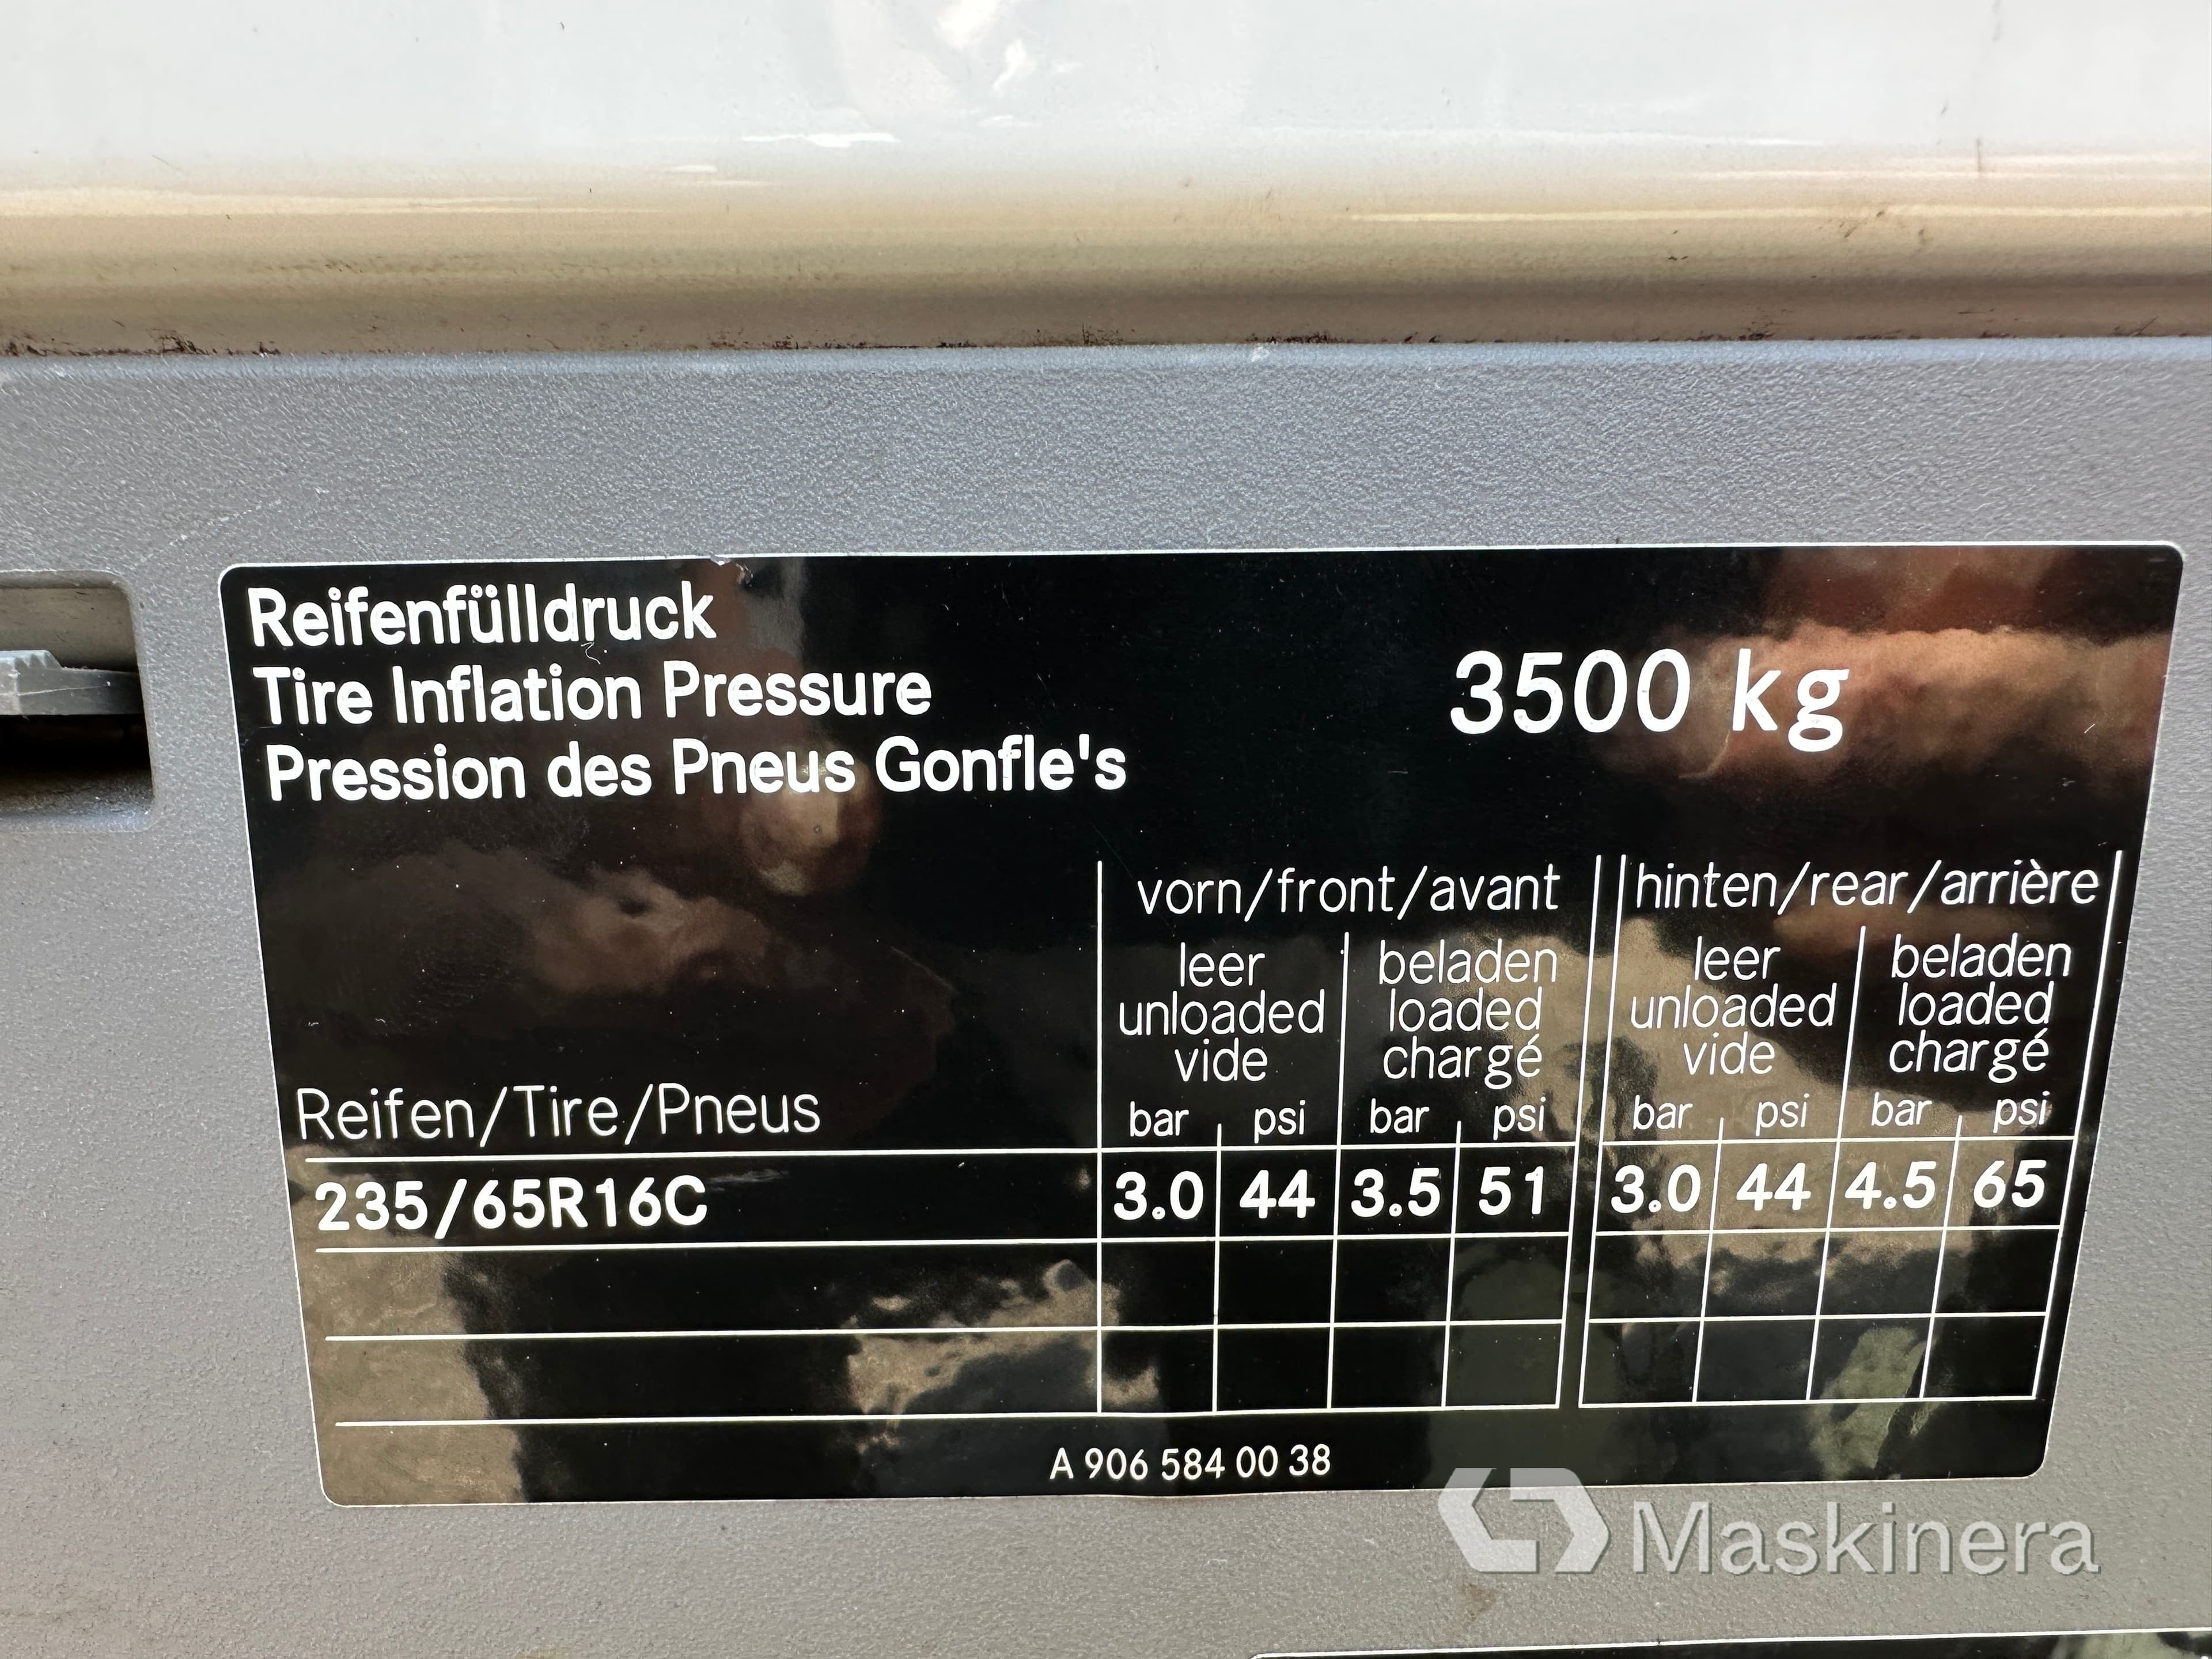 Reifenfülldruck
Tire Inflation Pressure
Pression des Pneus Gonfle's
3500 kg
vorn/front/avant hinten/rear/arrière
leer beladen leer beladen
unloaded loaded unloaded loaded
vide chargé vide chargé
Reifen/Tire/Pneus bar psi bar psi bar psi bar psi
235/65R16C 3.0 44 3.5 51 3.0 44 4.5 65
A 906 584 00 38
Maskinera